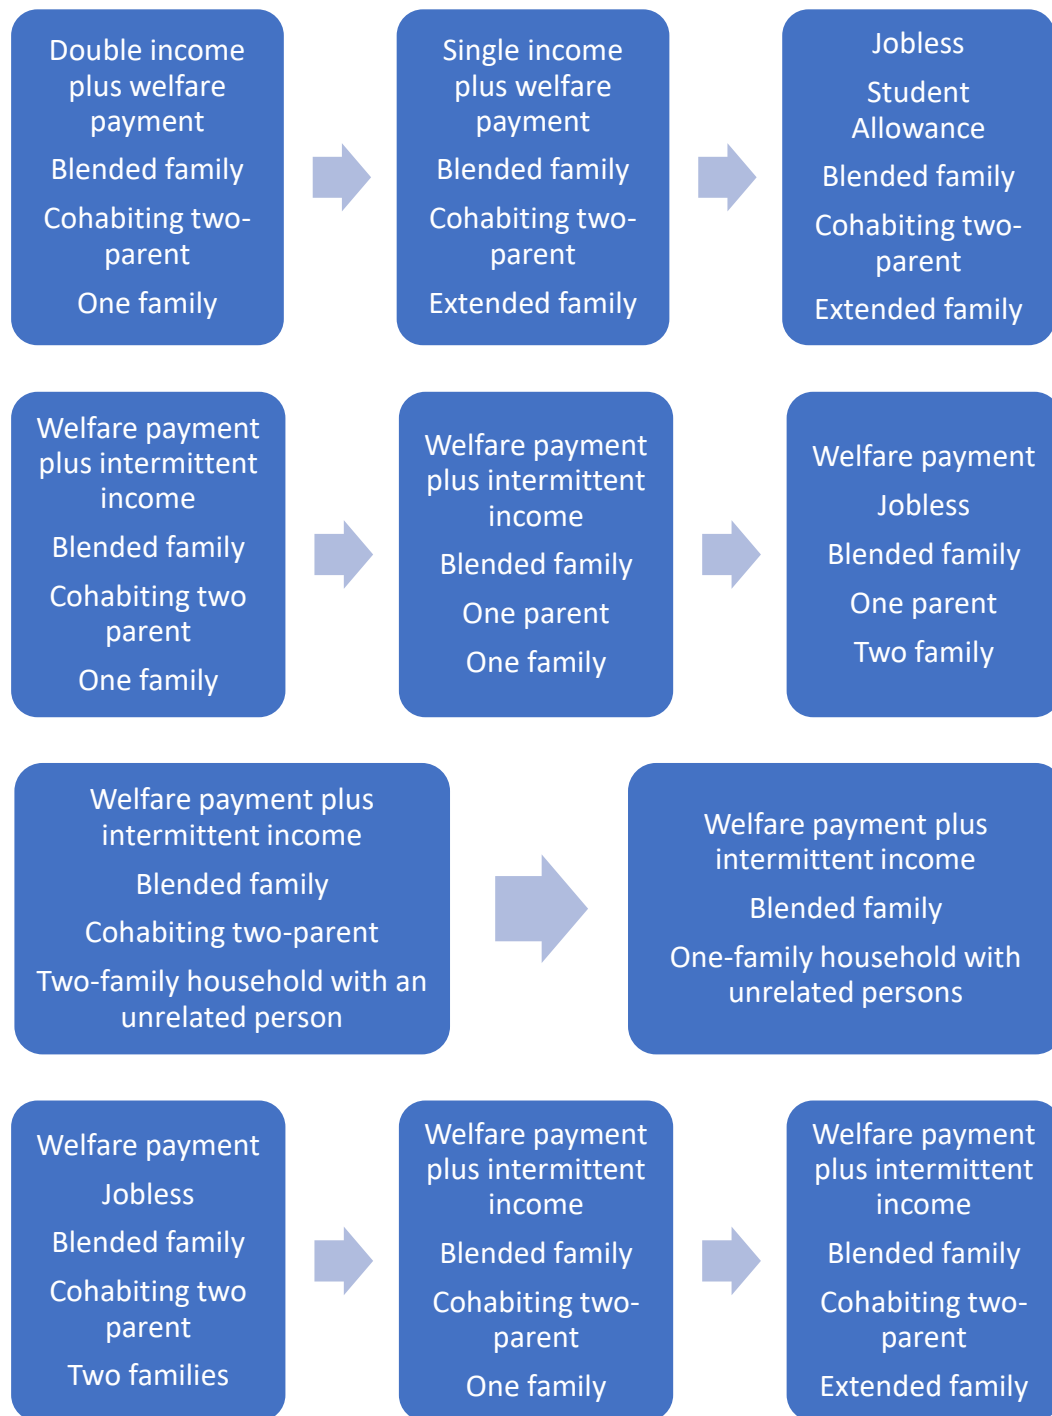 Double income
plus welfare
payment
Blended family
Cohabiting two-
parent
One family
Single income
plus welfare
payment
Blended family
Cohabiting two-
parent
Extended family
Jobless
Student
Allowance
Blended family
Cohabiting two-
parent
Extended family
Welfare payment
plus intermittent
income
Blended family
Cohabiting two
parent
One family
Welfare payment
plus intermittent
income
Blended family
One parent
One family
Welfare payment
Jobless
Blended family
One parent
Two family
Welfare payment plus
intermittent income
Blended family
Cohabiting two-parent
Two-family household with an
unrelated person
Welfare payment plus
intermittent income
Blended family
One-family household with
unrelated persons
Welfare payment
Jobless
Blended family
Cohabiting two
parent
Two families
Welfare payment
plus intermittent
income
Blended family
Cohabiting two-
parent
One family
Welfare payment
plus intermittent
income
Blended family
Cohabiting two-
parent
Extended family